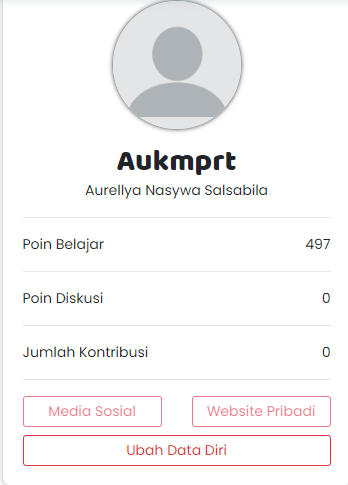 Aukmprt
Aurellya Nasywa Salsabila
Poin Belajar 497
Poin Diskusi 0
Jumlah Kontribusi 0
Media Sosial Website Pribadi
Ubah Data Diri